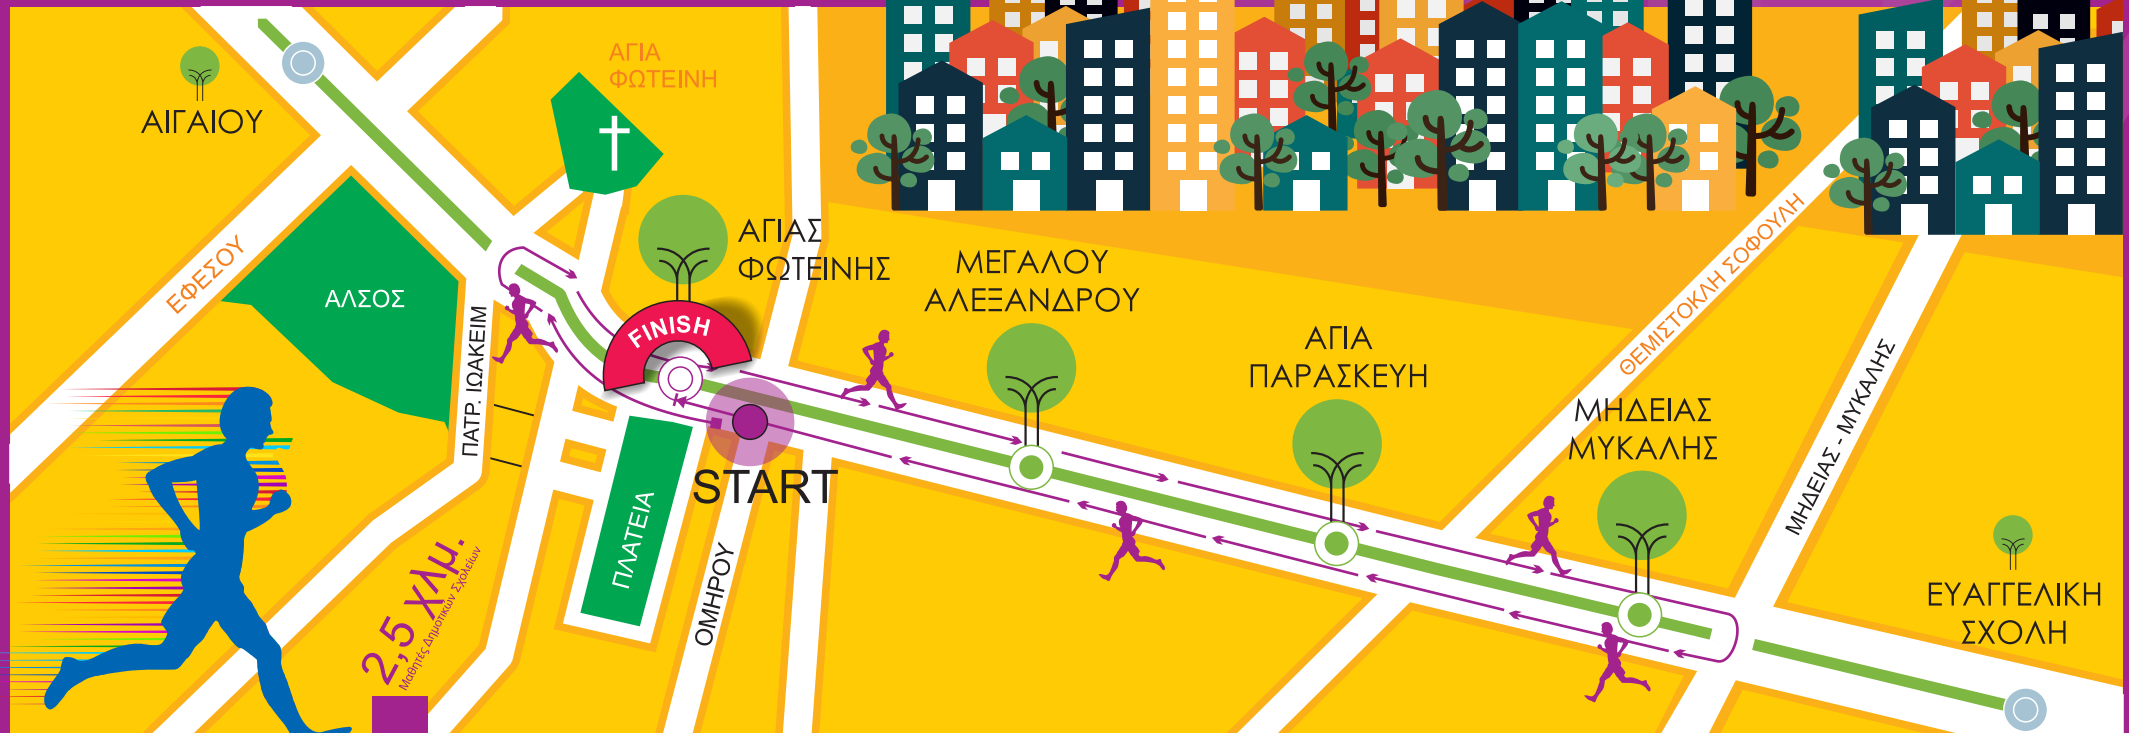 ΑΓΙΑ
ΦΩΤΕΙΝΗ
ΑΙΓΑΙΟΥ
ΕΦΕΣΟΥ
ΑΛΣΟΣ
ΠΑΤΡ. ΙΩΑΚΕΙΜ
ΑΓΙΑΣ
ΦΩΤΕΙΝΗΣ
FINISH
START
ΠΛΑΤΕΙΑ
ΟΜΗΡΟΥ
ΜΕΓΑΛΟΥ
ΑΛΕΞΑΝΔΡΟΥ
ΑΓΙΑ
ΠΑΡΑΣΚΕΥΗ
ΘΕΜΙΣΤΟΚΛΗ ΣΟΦΟΥΛΗ
ΜΗΔΕΙΑΣ
ΜΥΚΑΛΗΣ
ΜΗΔΕΙΑΣ - ΜΥΚΑΛΗΣ
ΕΥΑΓΓΕΛΙΚΗ
ΣΧΟΛΗ
2,5 χλμ.
Μαθητές Δημοτικών Σχολείων